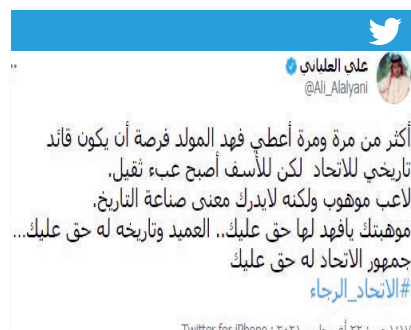 علي العلياني
@Ali_Alalyani
أكثر من مرة ومرة أعطي فهد المولد فرصة أن يكون قائد
تاريخي للاتحاد لكن للأسف أصبح عبء ثقيل.
لاعب موهوب ولكنه لايدرك معنى صناعة التاريخ.
موهبتك يافهد لها حق عليك.. العميد وتاريخه له حق عليك...
جمهور الاتحاد له حق عليك
#الاتحاد_الرجاء
Twitter for iPhone